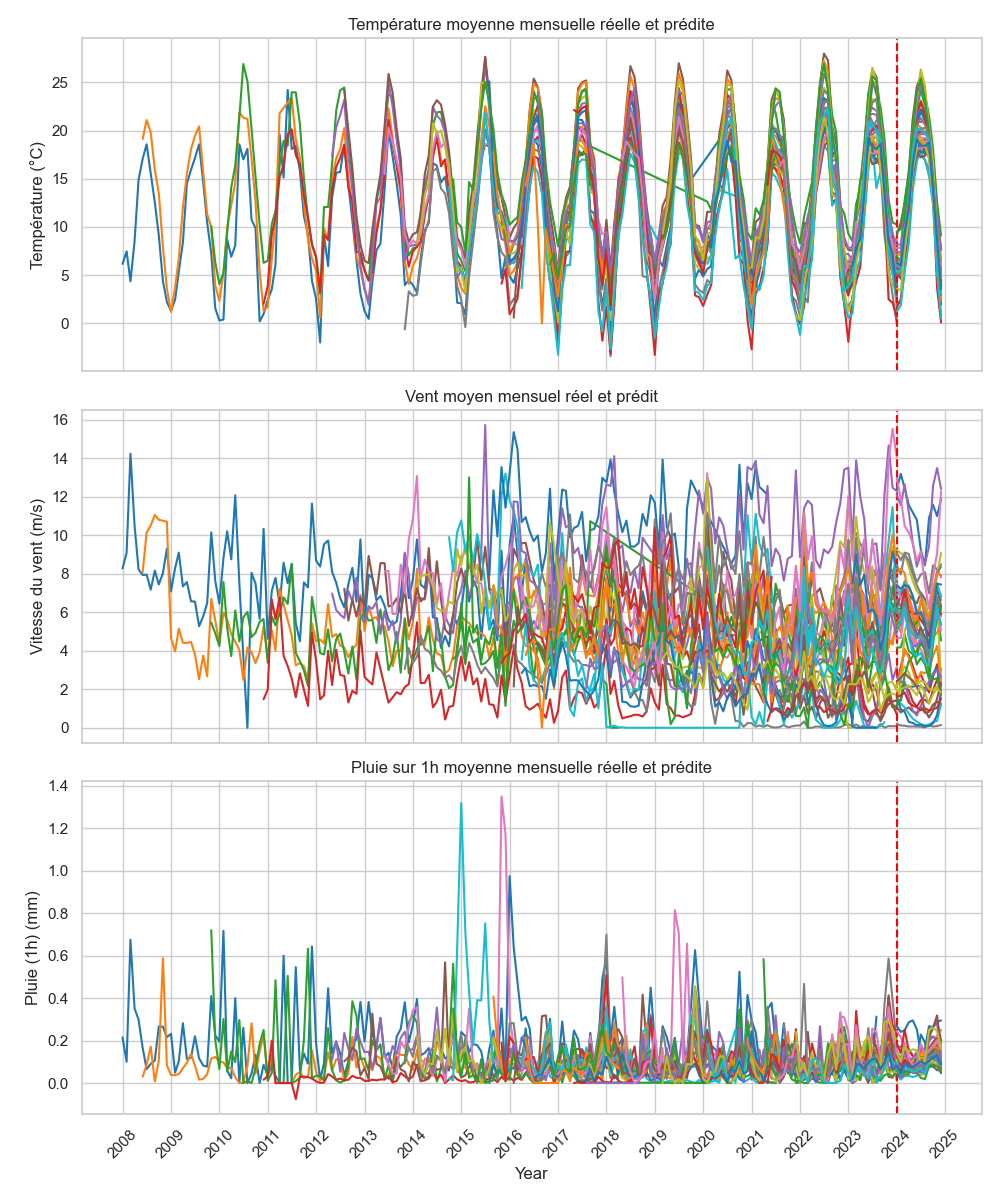 Température moyenne mensuelle réelle et prédite
Température (°C)
25
20
15
10
5
0
Vent moyen mensuel réel et prédit
Vitesse du vent (m/s)
16
14
12
10
8
6
4
2
0
Pluie sur 1h moyenne mensuelle réelle et prédite
Pluie (1h) (mm)
1.4
1.2
1.0
0.8
0.6
0.4
0.2
0.0
2008 2009 2010 2011 2012 2013 2014 2015 2016 2017 2018 2019 2020 2021 2022 2023 2024 2025
Year